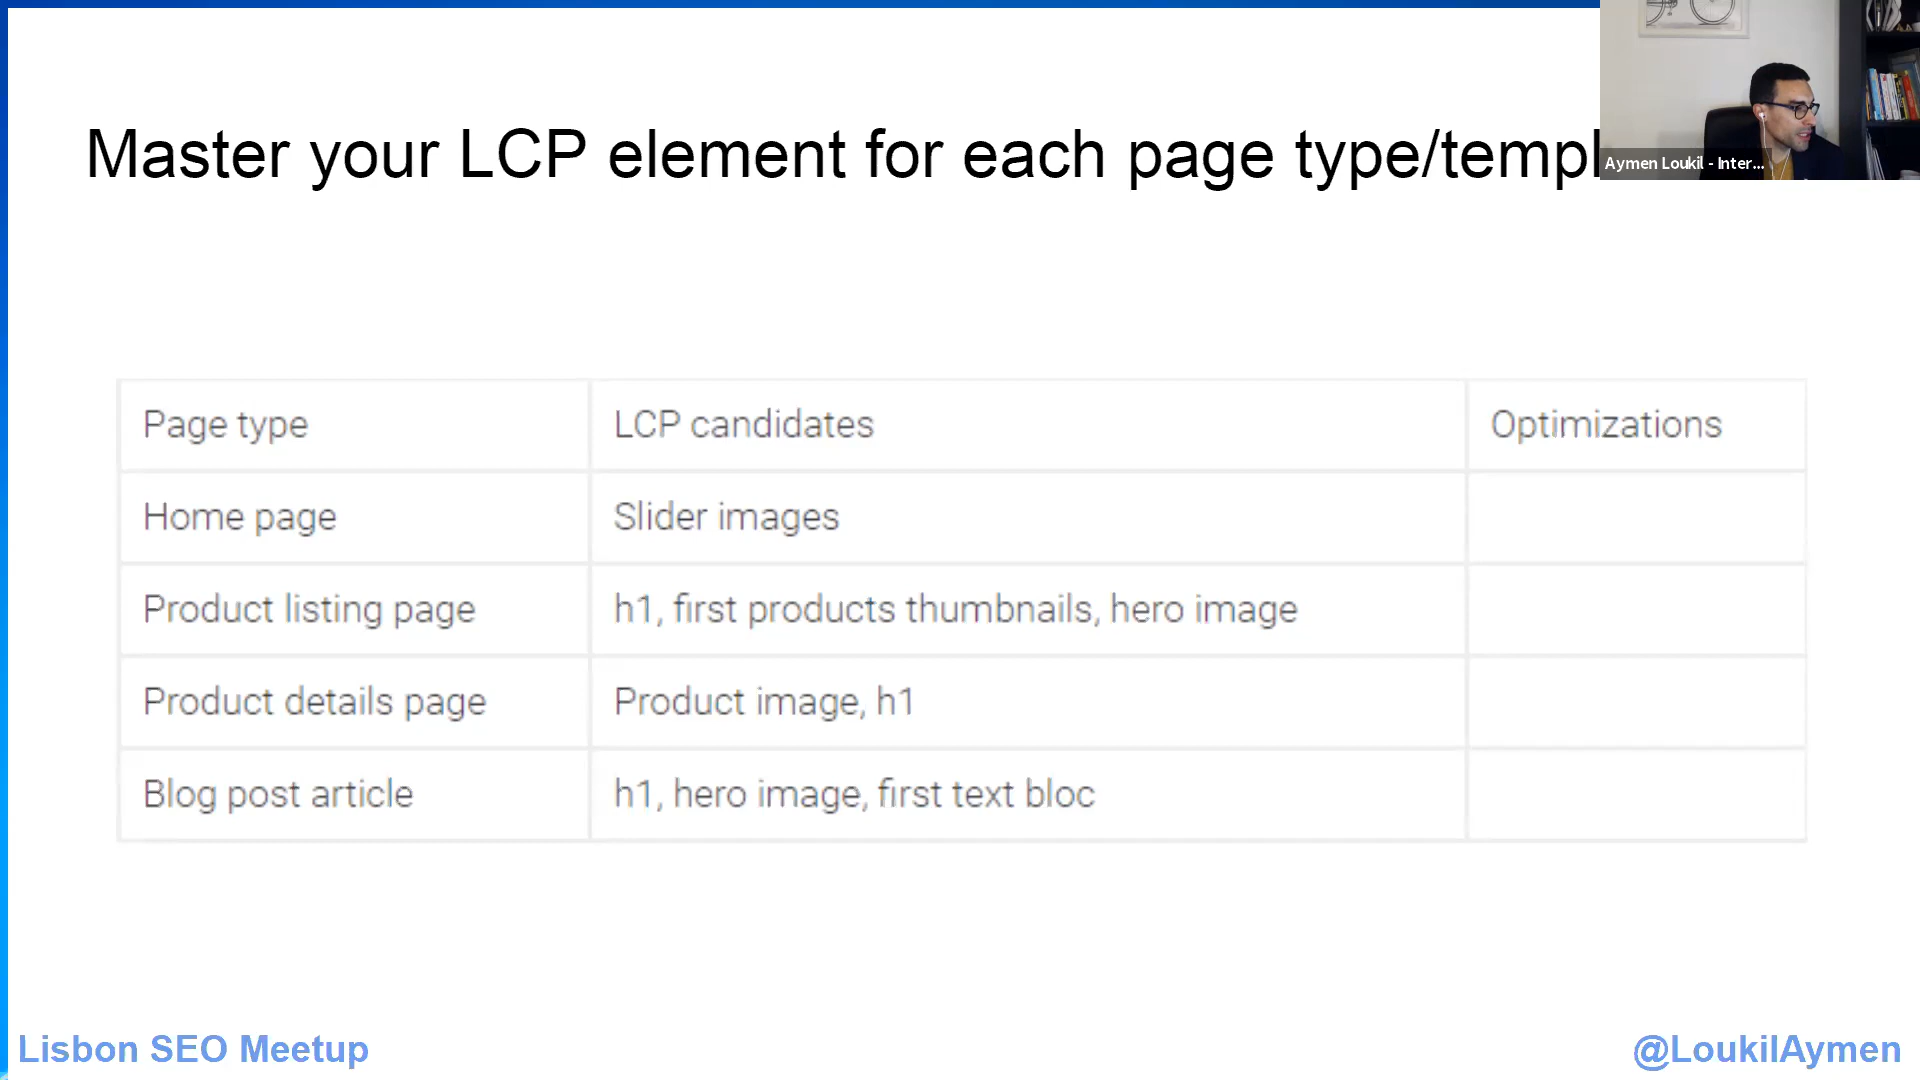 Master your LCP element for each page type/templ
Aymen Loukil - Inter...
Page type LCP candidates Optimizations
Home page Slider images
Product listing page h1, first products thumbnails, hero image
Product details page Product image, h1
Blog post article h1, hero image, first text bloc
Lisbon SEO Meetup @LoukilAymen